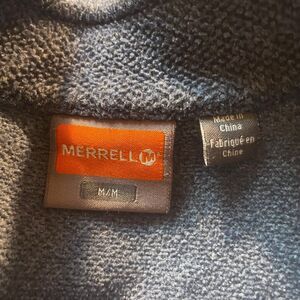 MERRELL
M/M
Made in
China
Fabriqué en
Chine